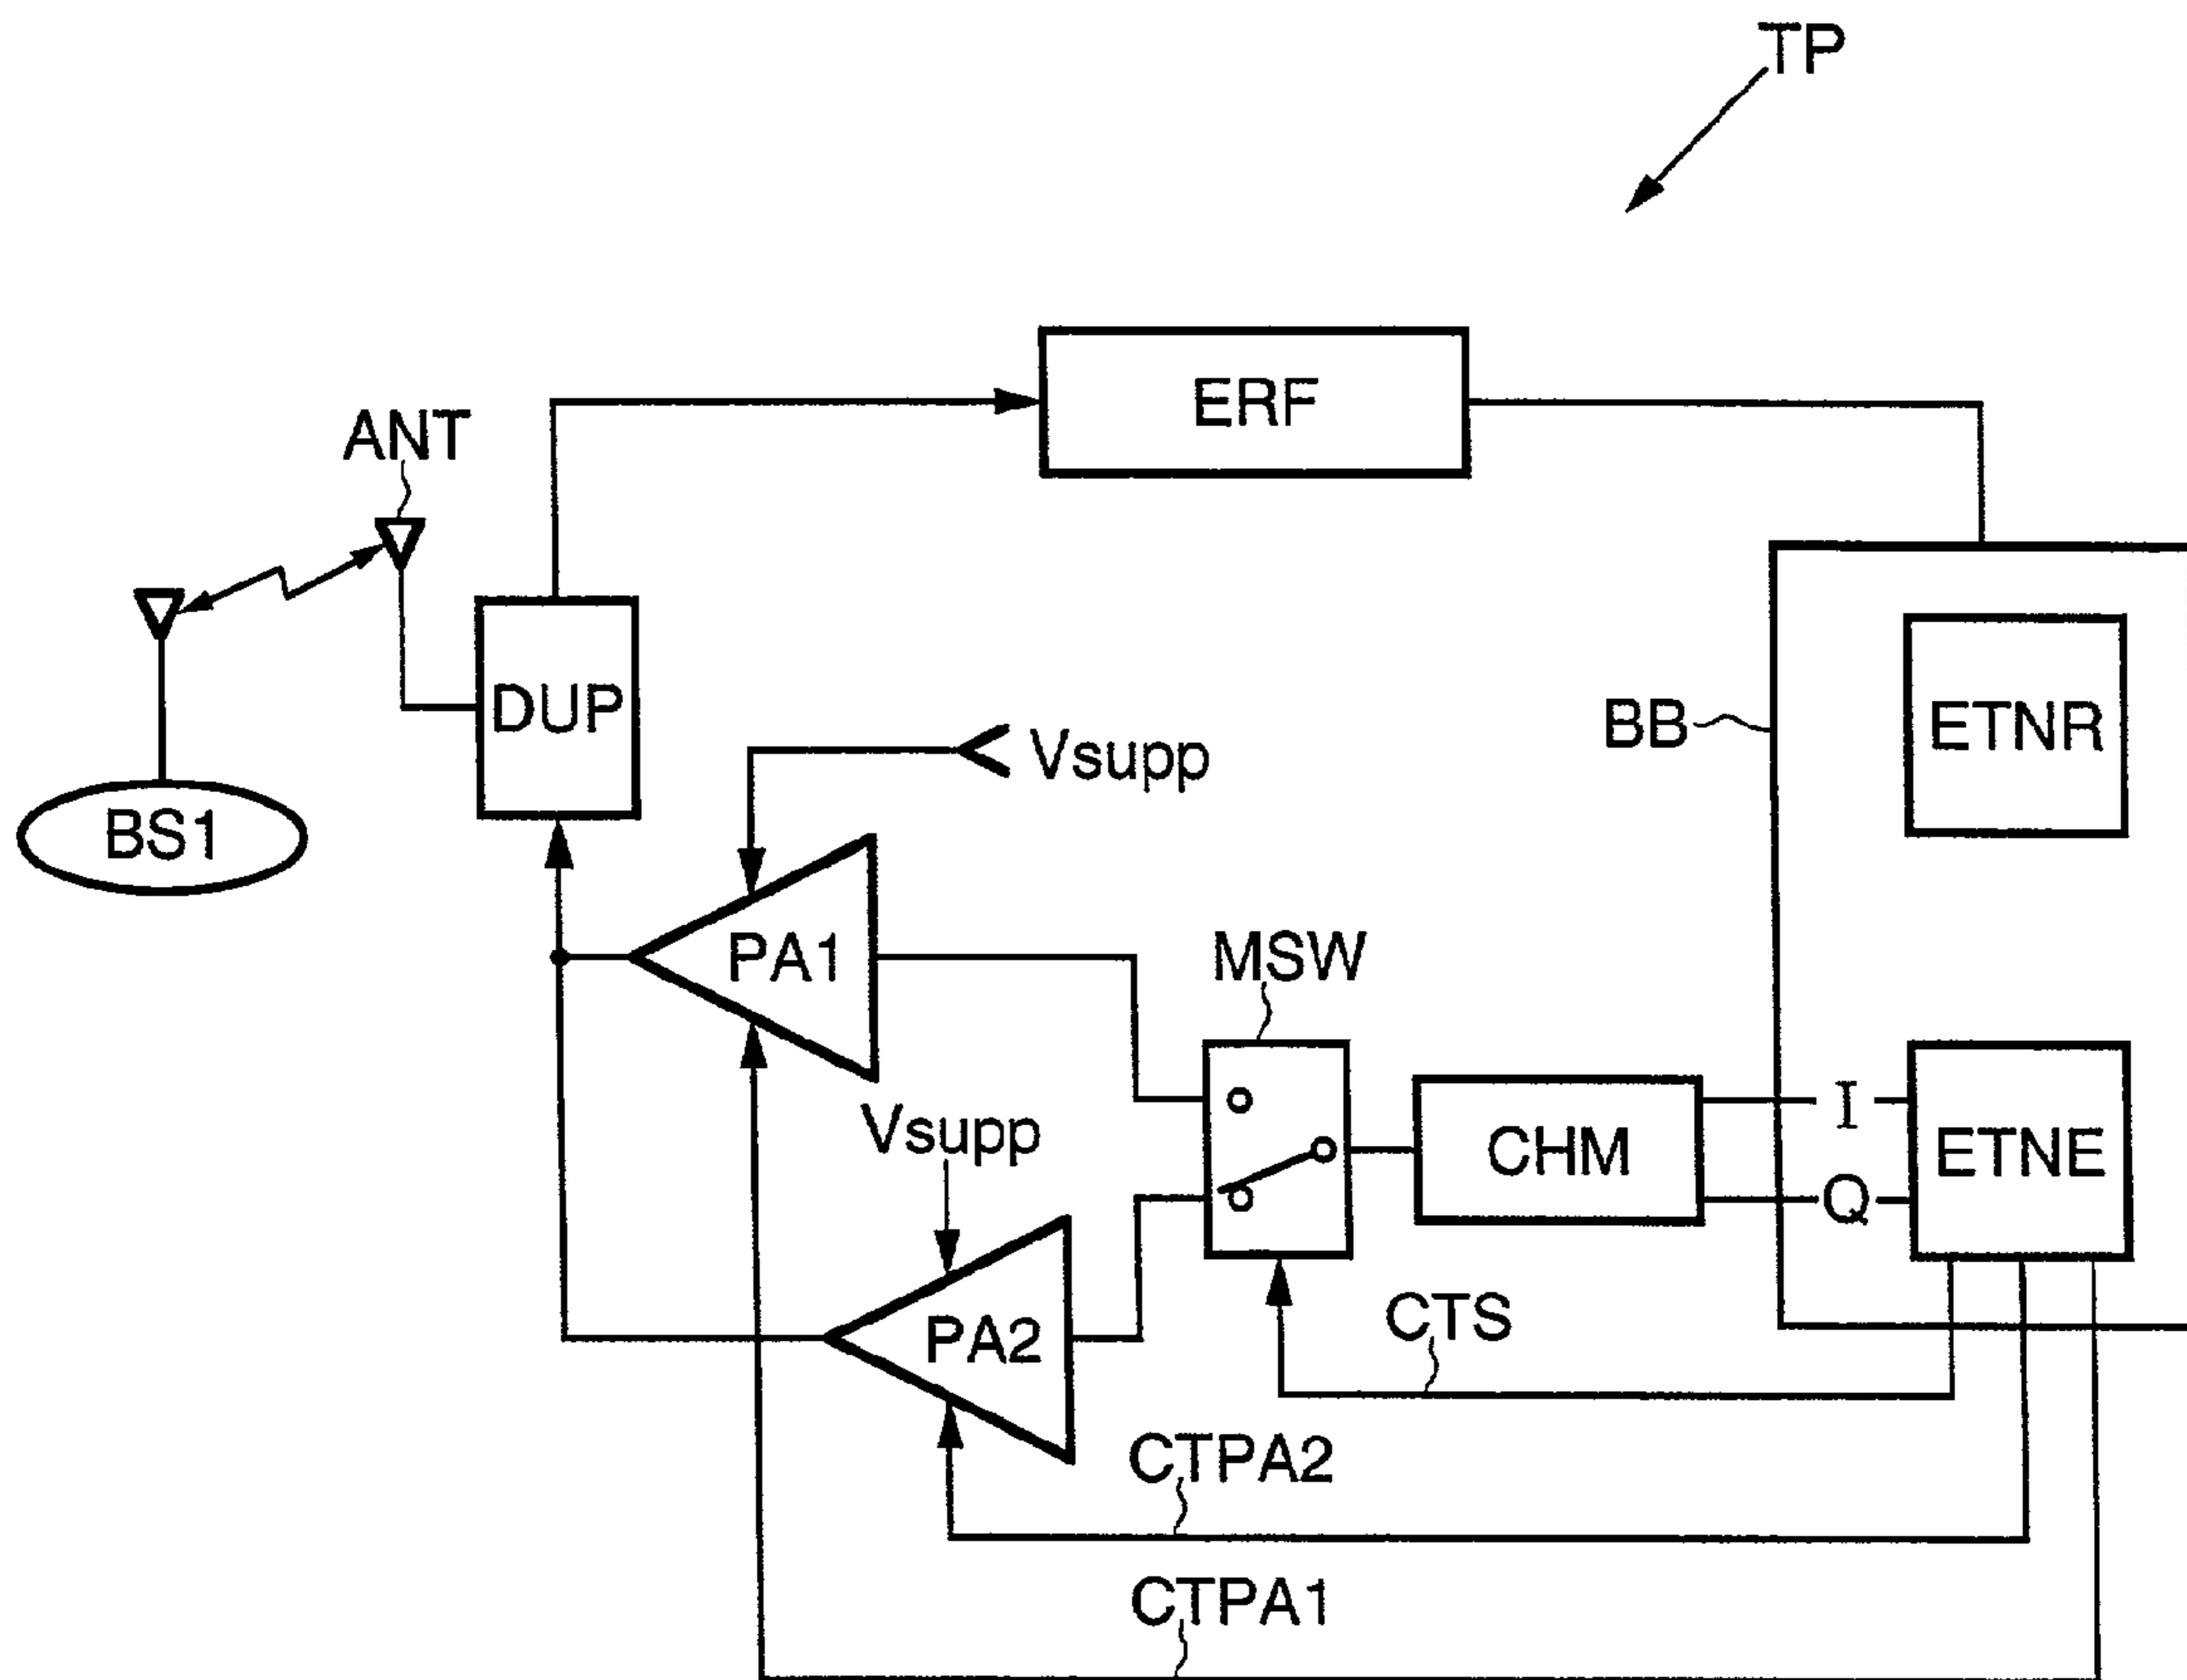 TP
ERF
ANT
DUP
BB
ETNR
Vsupp
BS1
PA1
MSW
I
Vsupp
CHM
ETNE
Q
CTS
PA2
CTPA2
CTPA1